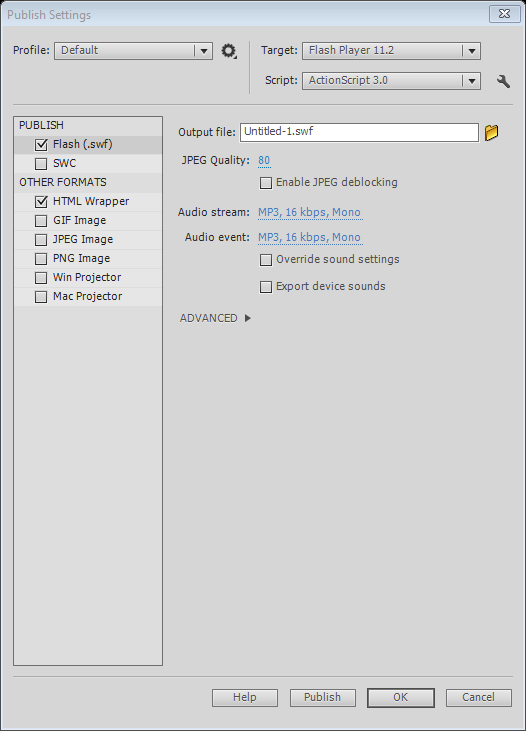 Publish Settings
Profile: Default
Target: Flash Player 11.2
Script: ActionScript 3.0
PUBLISH
Flash (.swf)
SWC
OTHER FORMATS
HTML Wrapper
GIF Image
JPEG Image
PNG Image
Win Projector
Mac Projector
Output file: Untitled-1.swf
JPEG Quality: 80
Enable JPEG deblocking
Audio stream: MP3, 16 kbps, Mono
Audio event: MP3, 16 kbps, Mono
Override sound settings
Export device sounds
ADVANCED
Help Publish OK Cancel